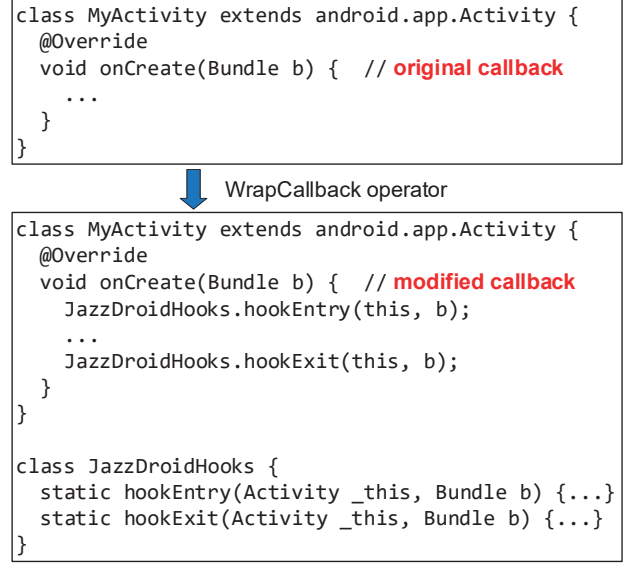 class MyActivity extends android.app.Activity {
  @Override
  void onCreate(Bundle b) {  // original callback
    ...
  }
}
WrapCallback operator
class MyActivity extends android.app.Activity {
  @Override
  void onCreate(Bundle b) {  // modified callback
    JazzDroidHooks.hookEntry(this, b);
    ...
    JazzDroidHooks.hookExit(this, b);
  }
}

class JazzDroidHooks {
  static hookEntry(Activity _this, Bundle b) {...}
  static hookExit(Activity _this, Bundle b) {...}
}